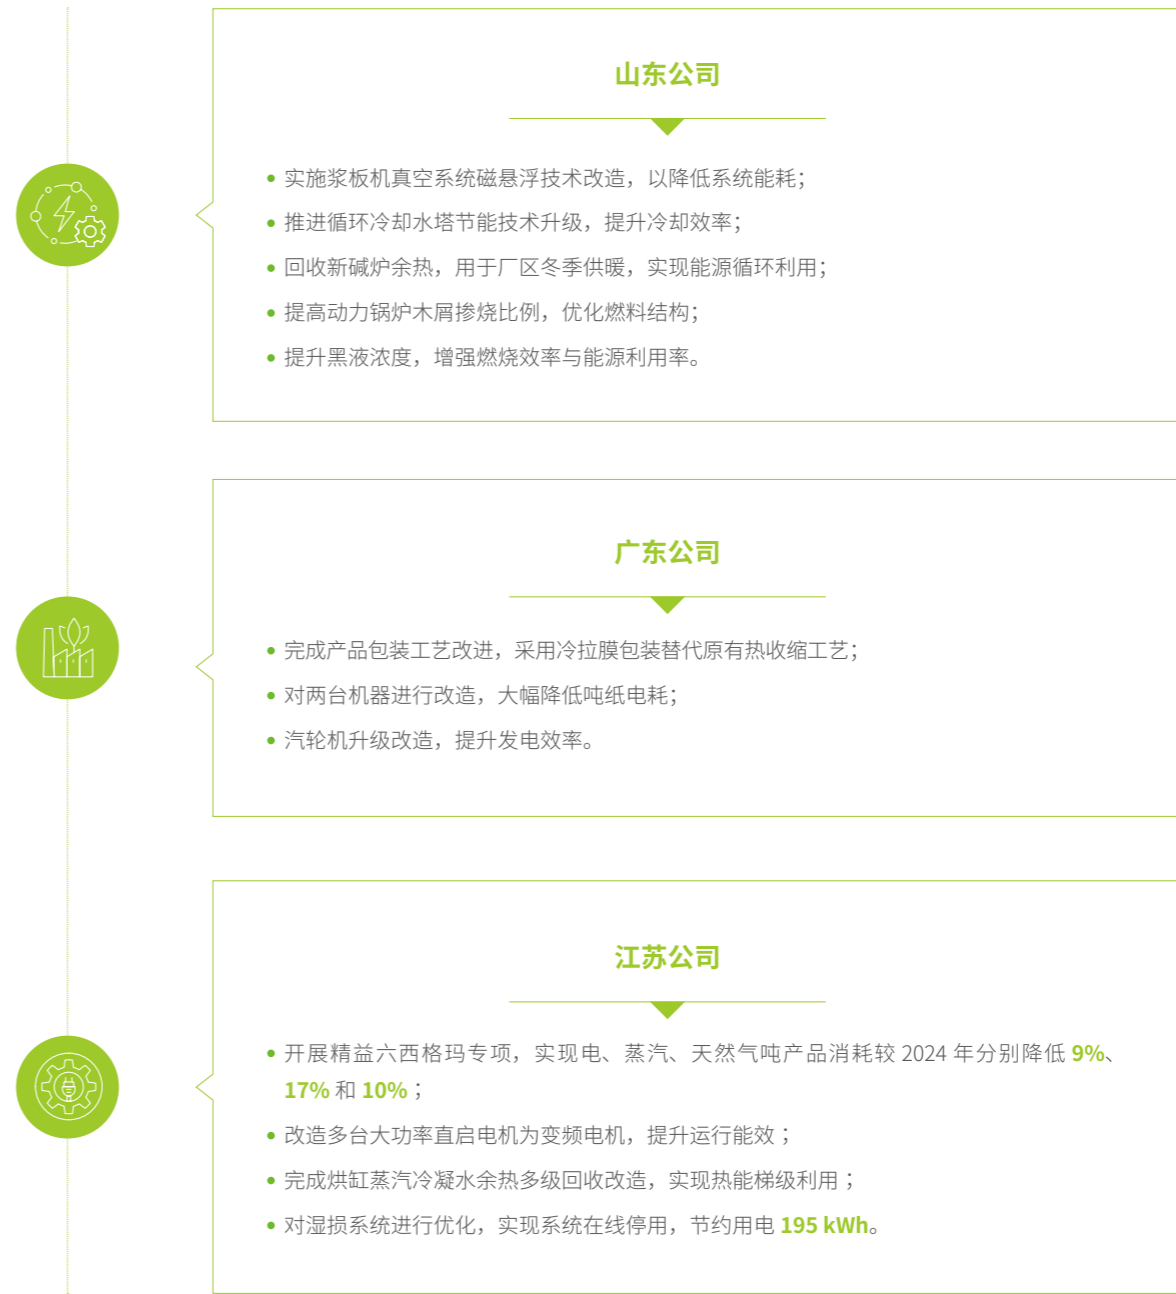 山东公司
• 实施浆板机真空系统磁悬浮技术改造，以降低系统能耗；
• 推进循环冷却水塔节能技术升级，提升冷却效率；
• 回收新碱炉余热，用于厂区冬季供暖，实现能源循环利用；
• 提高动力锅炉木屑掺烧比例，优化燃料结构；
• 提升黑液浓度，增强燃烧效率与能源利用率。
广东公司
• 完成产品包装工艺改进，采用冷拉膜包装替代原有热收缩工艺；
• 对两台机器进行改造，大幅降低吨纸电耗；
• 汽轮机升级改造，提升发电效率。
江苏公司
• 开展精益六西格玛专项，实现电、蒸汽、天然气吨产品消耗较 2024 年分别降低 9%、
17% 和 10%；
• 改造多台大功率直启电机为变频电机，提升运行能效；
• 完成烘缸蒸汽冷凝水余热多级回收改造，实现热能梯级利用；
• 对湿损系统进行优化，实现系统在线停用，节约用电 195 kWh。